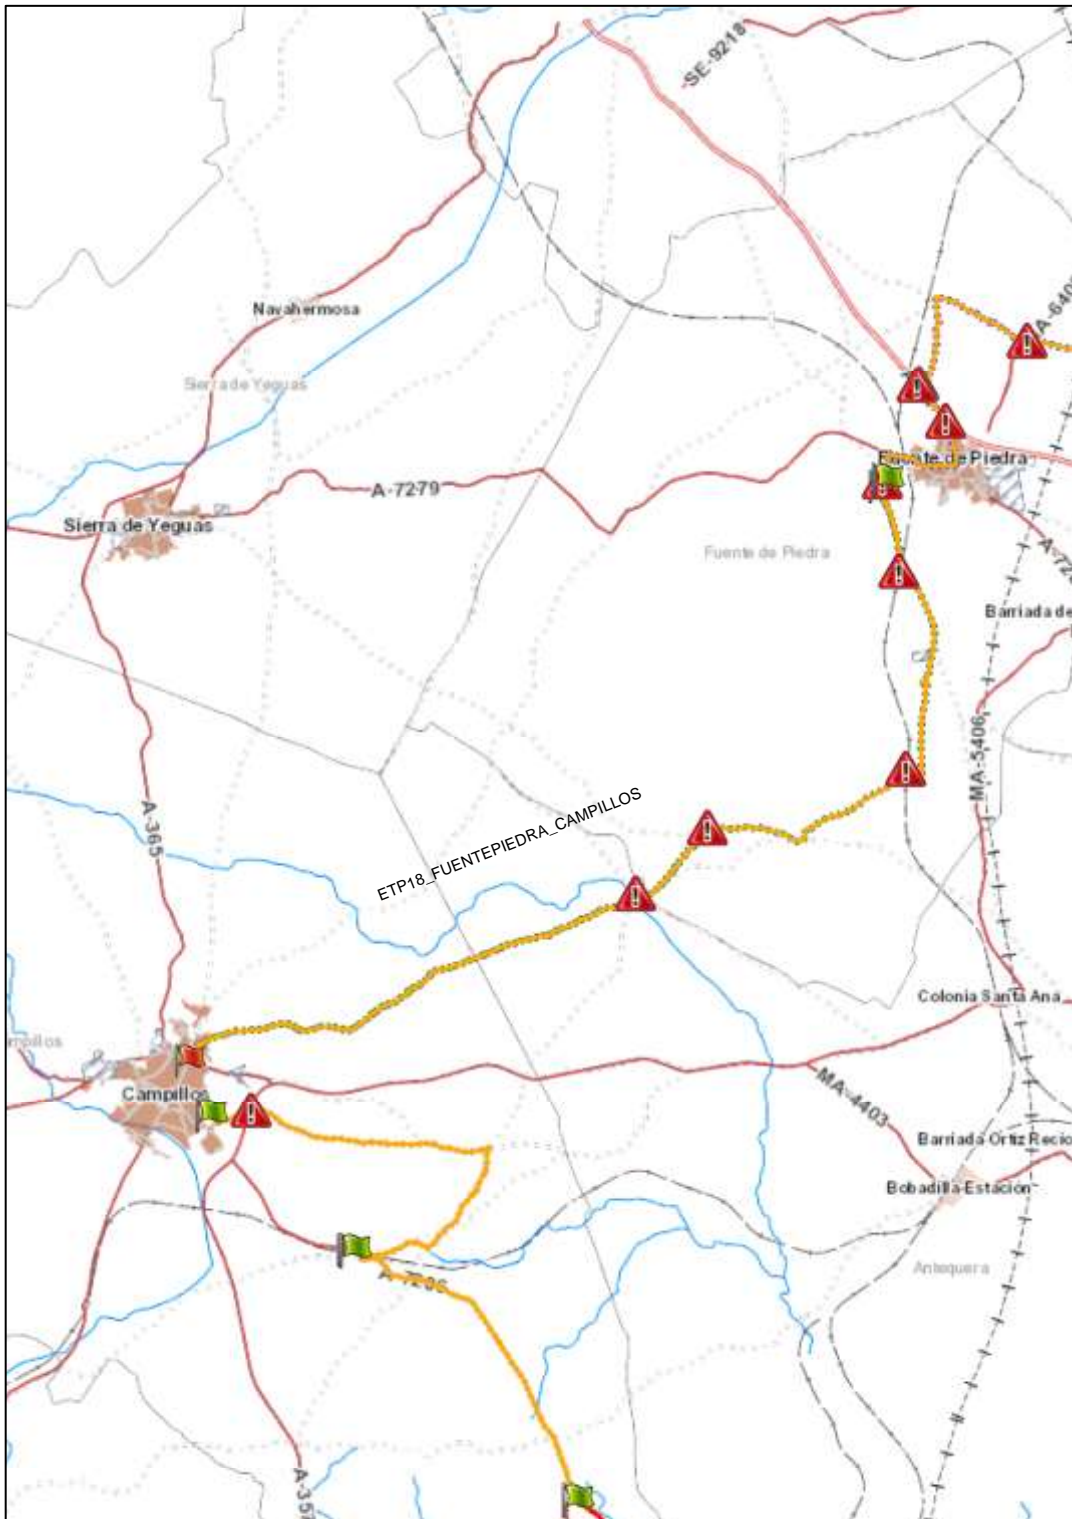 SE-9218
Navahermosa
Sierra de Yeguas
A-7279
Fuente de Piedra
Sierra de Yeguas
Fuente de Piedra
Barriada de
MA-5406
A-365
ETP18_FUENTEPIEDRA_CAMPILLOS
Colonia Santa Ana
Campillos
MA-4403
Barriada Ortiz Recio
Bobadilla-Estación
Antequera